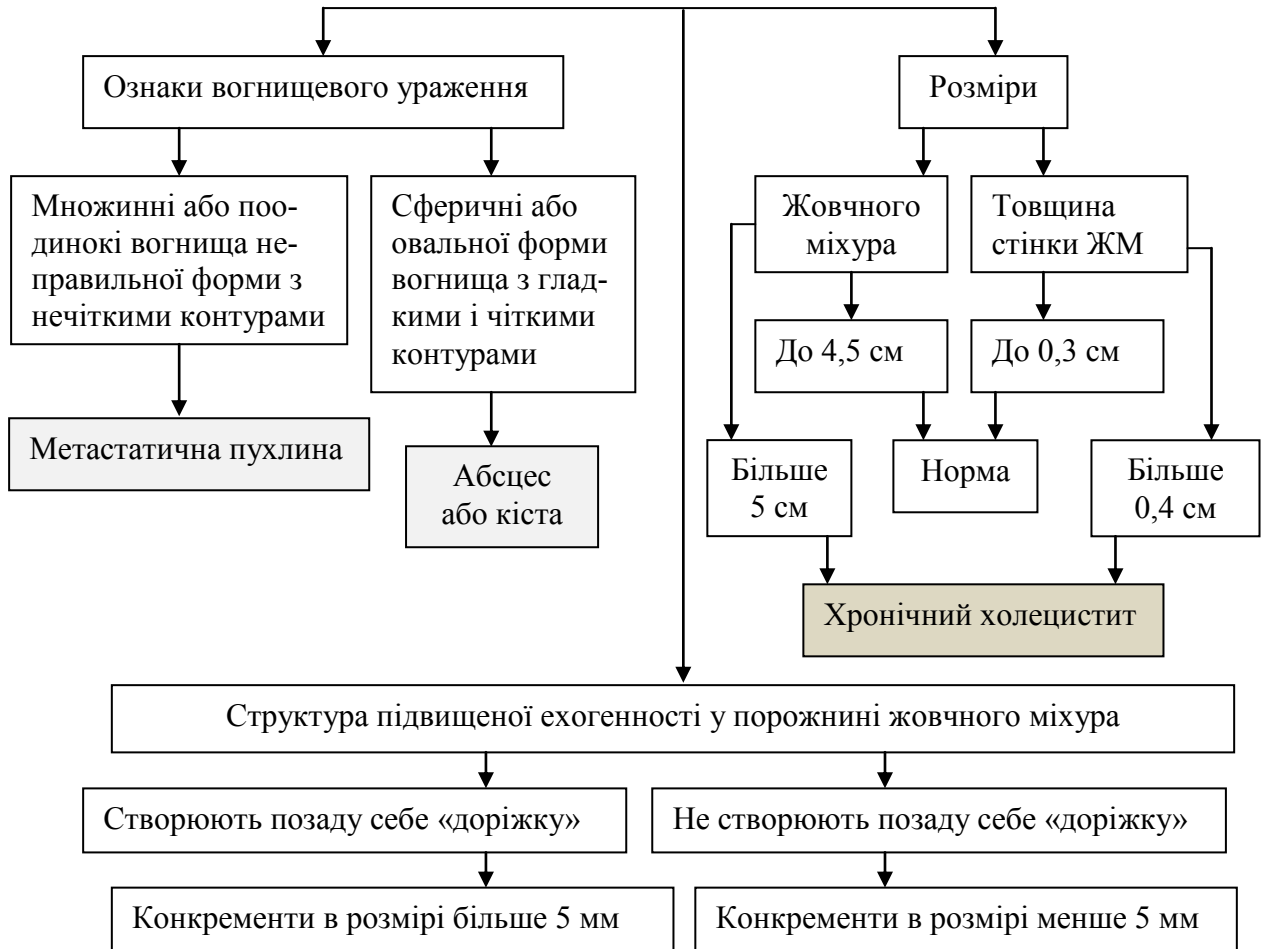 Ознаки вогнищевого ураження
Розміри
Множинні або поо-
динокі вогнища не-
правильної форми з
нечіткими контурами
Сферичні або
овальної форми
вогнища з глад-
кими і чіткими
контурами
Жовчного
міхура
Товщина
стінки ЖМ
До 4,5 см
До 0,3 см
Метастатична пухлина
Абсцес
або кіста
Більше
5 см
Норма
Більше
0,4 см
Хронічний холецистит
Структура підвищеної ехогенності у порожнині жовчного міхура
Створюють позаду себе «доріжку»
Не створюють позаду себе «доріжку»
Конкременти в розмірі більше 5 мм
Конкременти в розмірі менше 5 мм